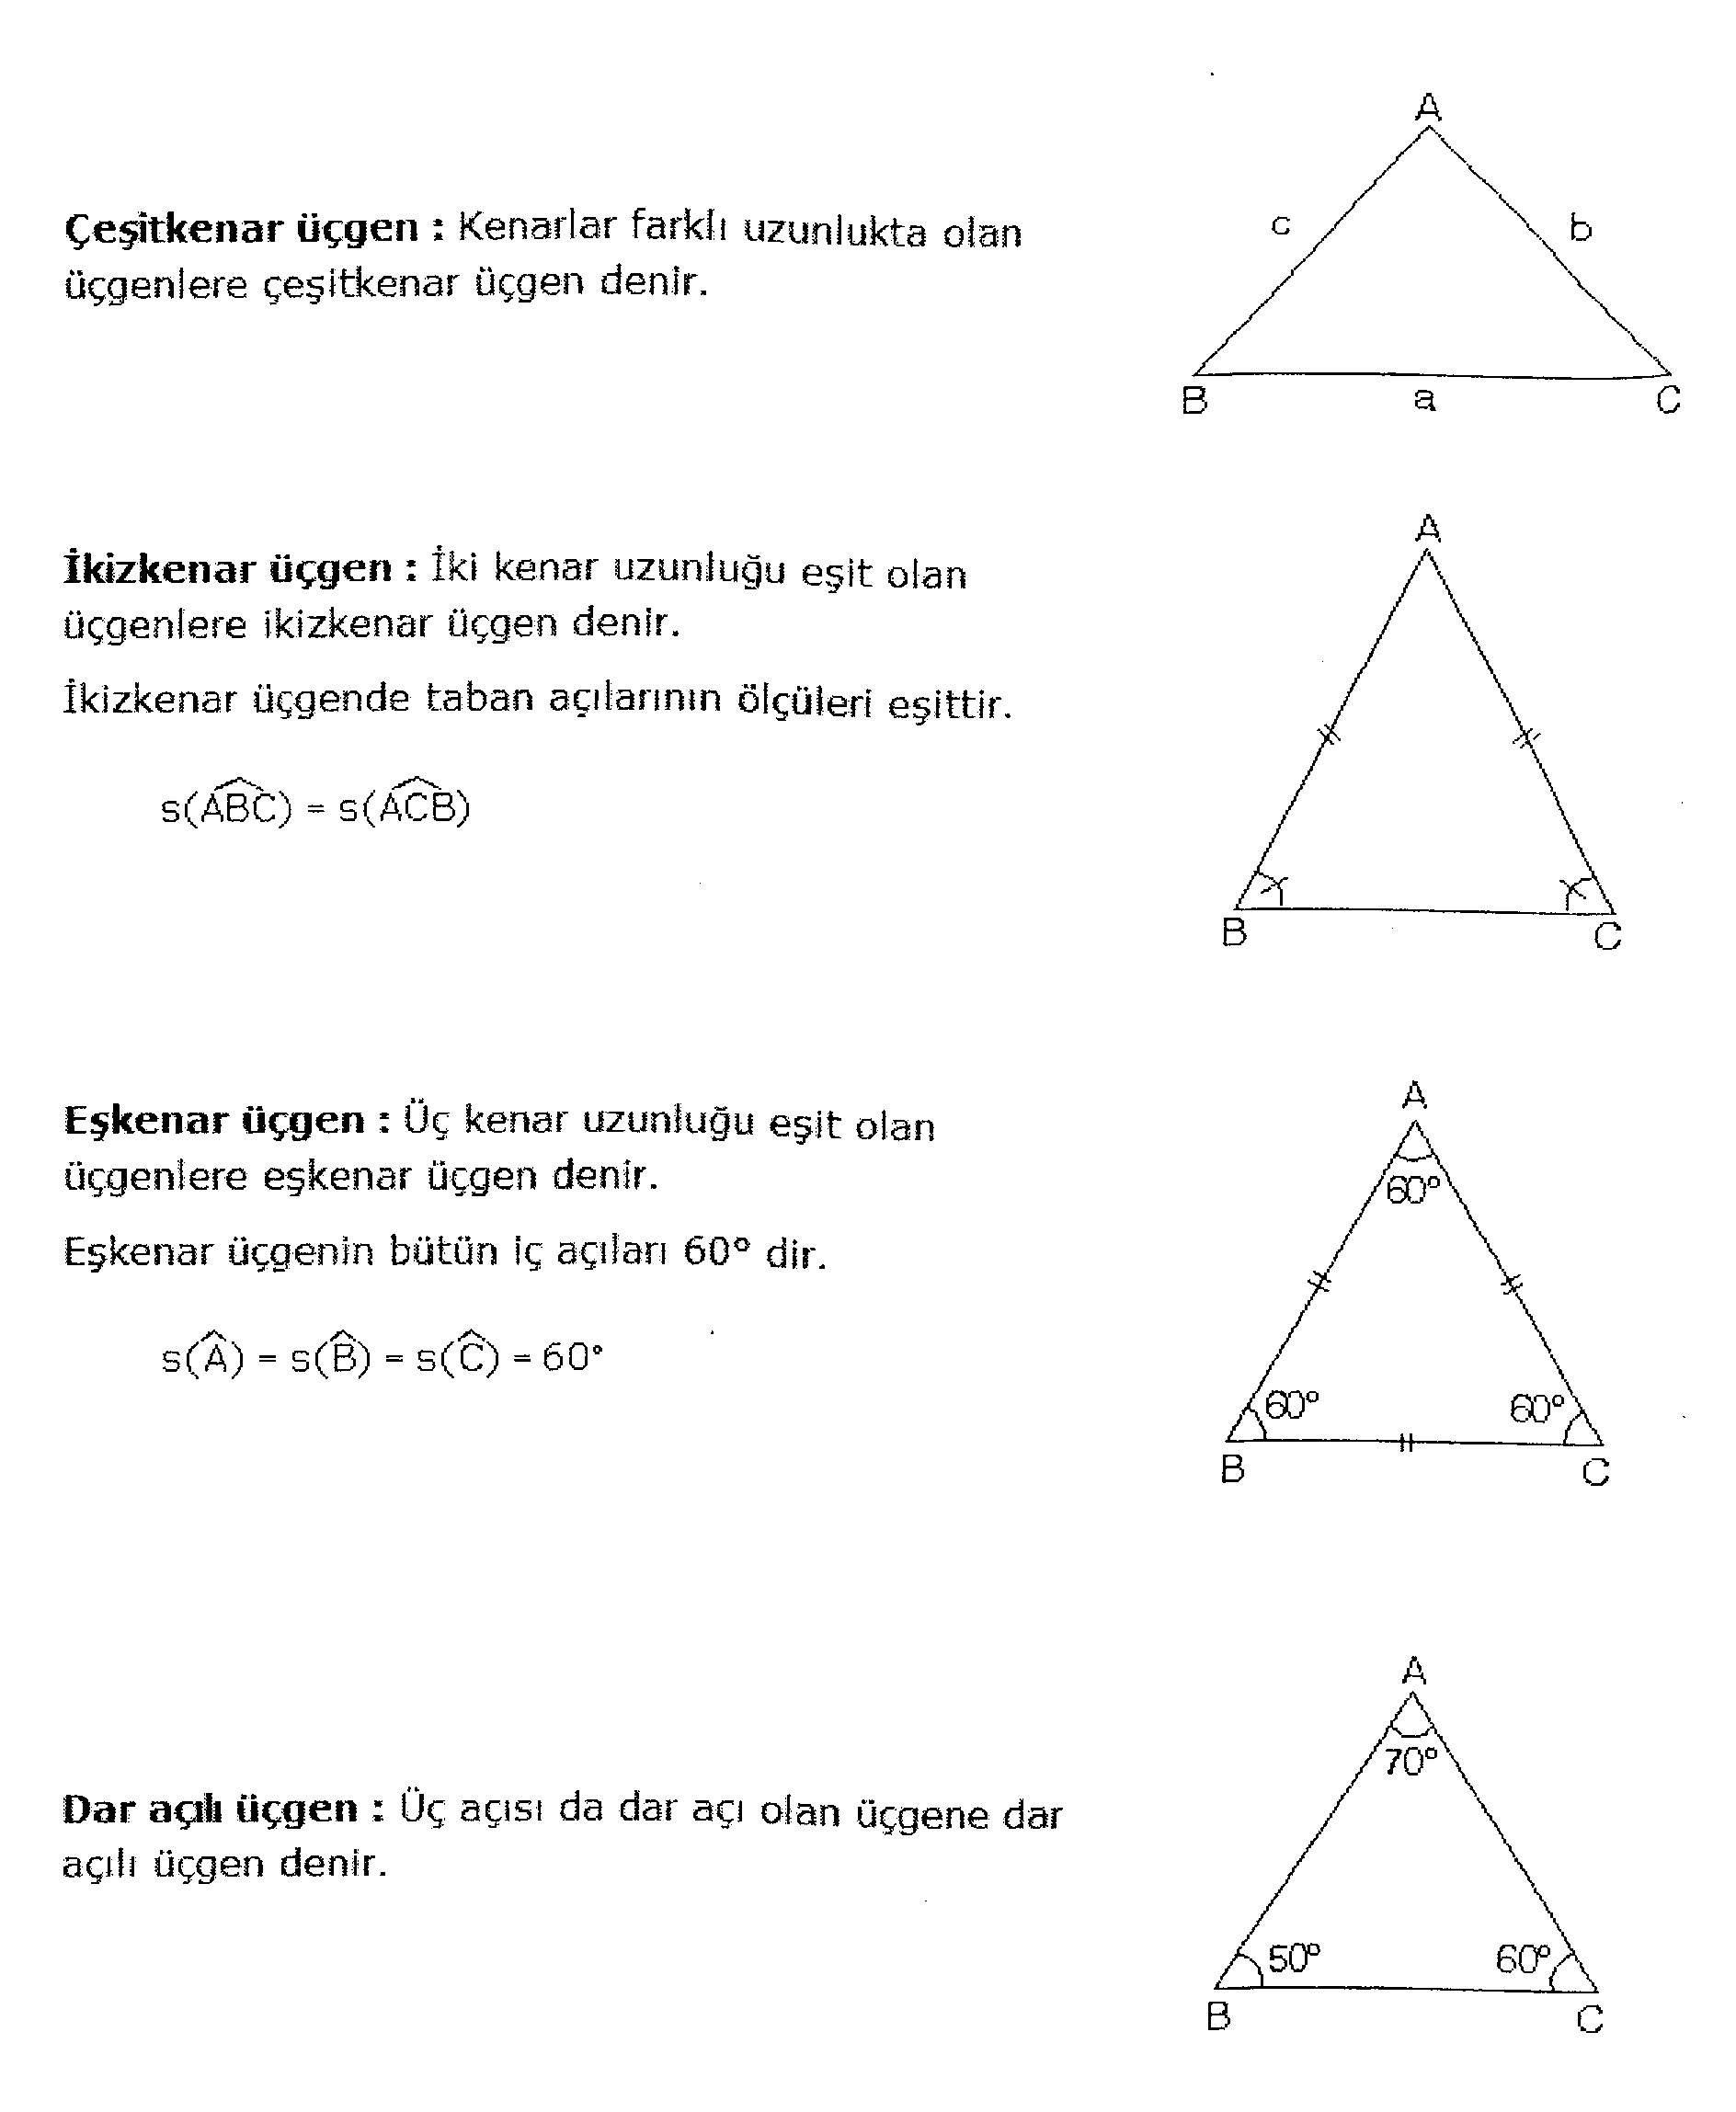 A
c
b
Çeşitkenar üçgen : Kenarlar farklı uzunlukta olan
üçgenlere çeşitkenar üçgen denir.
B
a
C
A
İkizkenar üçgen : İki kenar uzunluğu eşit olan
üçgenlere ikizkenar üçgen denir.
İkizkenar üçgende taban açılarının ölçüleri eşittir.
s(ABC) = s(ACB)
B
C
A
Eşkenar üçgen : Üç kenar uzunluğu eşit olan
üçgenlere eşkenar üçgen denir.
60°
Eşkenar üçgenin bütün iç açıları 60° dir.
s(A) = s(B) = s(C) = 60°
60°
60°
B
C
A
70°
Dar açılı üçgen : Üç açısı da dar açı olan üçgene dar
açılı üçgen denir.
50°
60°
B
C